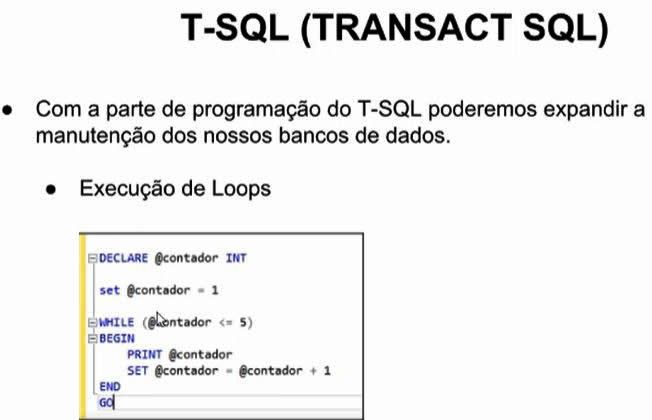 T-SQL (TRANSACT SQL)
Com a parte de programação do T-SQL poderemos expandir a
manutenção dos nossos bancos de dados.
Execução de Loops
DECLARE @contador INT
set @contador = 1
WHILE (@contador <= 5)
BEGIN
PRINT @contador
SET @contador = @contador + 1
END
GO